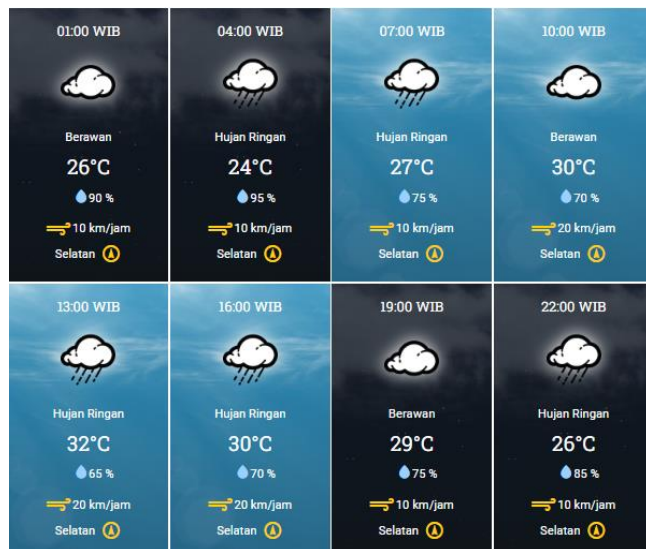 01:00 WIB
Berawan
26°C
90 %
10 km/jam
Selatan
04:00 WIB
Hujan Ringan
24°C
95 %
10 km/jam
Selatan
07:00 WIB
Hujan Ringan
27°C
75 %
10 km/jam
Selatan
10:00 WIB
Berawan
30°C
70 %
20 km/jam
Selatan
13:00 WIB
Hujan Ringan
32°C
65 %
20 km/jam
Selatan
16:00 WIB
Hujan Ringan
30°C
70 %
20 km/jam
Selatan
19:00 WIB
Berawan
29°C
75 %
10 km/jam
Selatan
22:00 WIB
Hujan Ringan
26°C
85 %
10 km/jam
Selatan